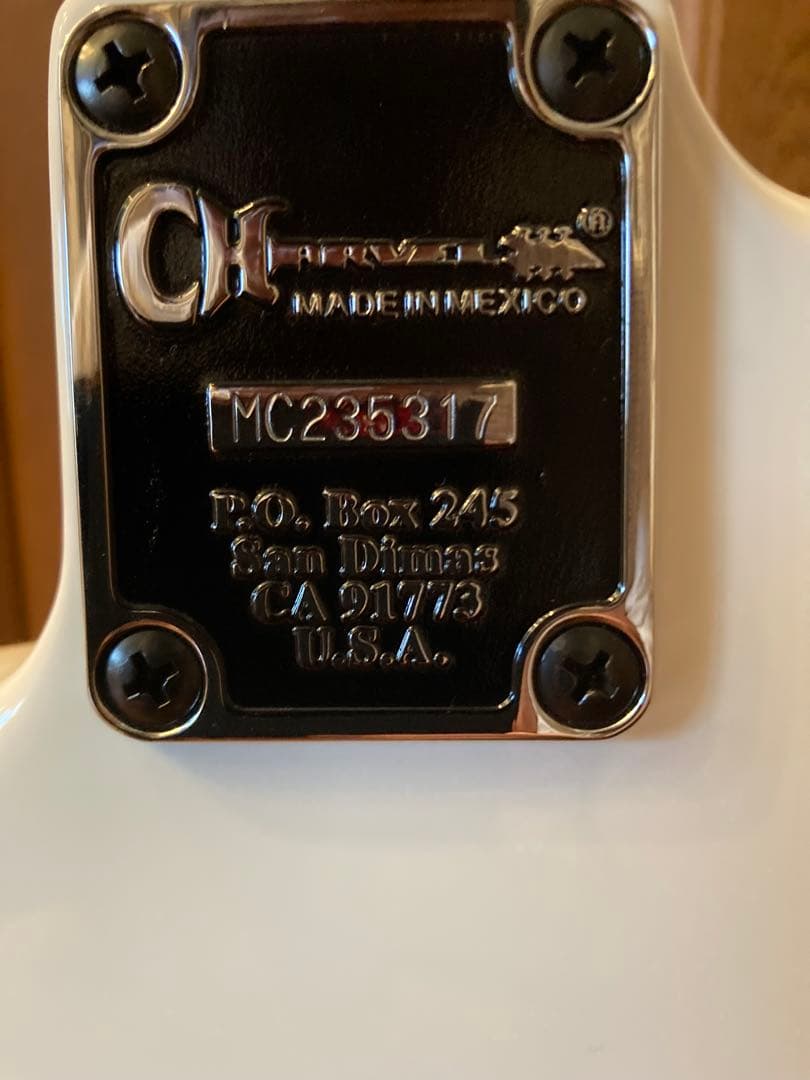 CHARVEL®
MADE IN MEXICO
MC235317
P.O. Box 245
San Dimas
CA 91773
U.S.A.